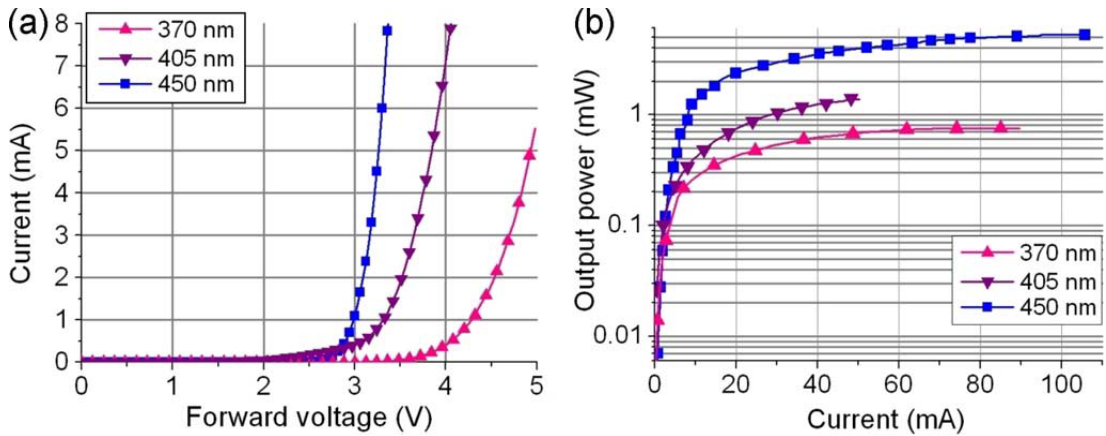 (a)
370 nm
405 nm
450 nm
Current (mA)
8
7
6
5
4
3
2
1
0
0 1 2 3 4 5
Forward voltage (V)
(b)
Output power (mW)
1
0.1
0.01
370 nm
405 nm
450 nm
0 20 40 60 80 100
Current (mA)